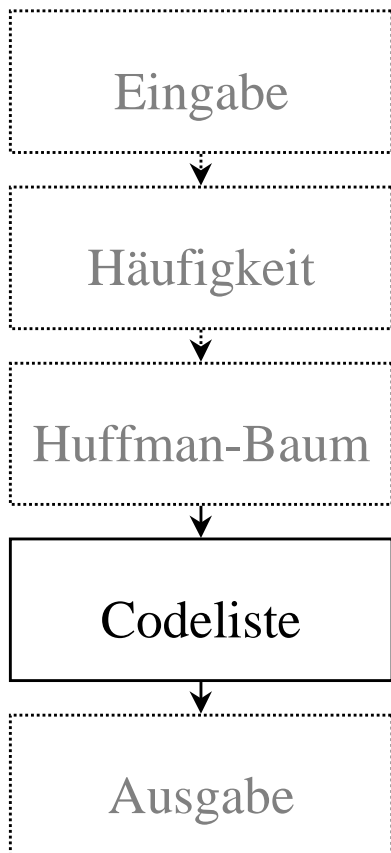 Eingabe
Häufigkeit
Huffman-Baum
Codeliste
Ausgabe